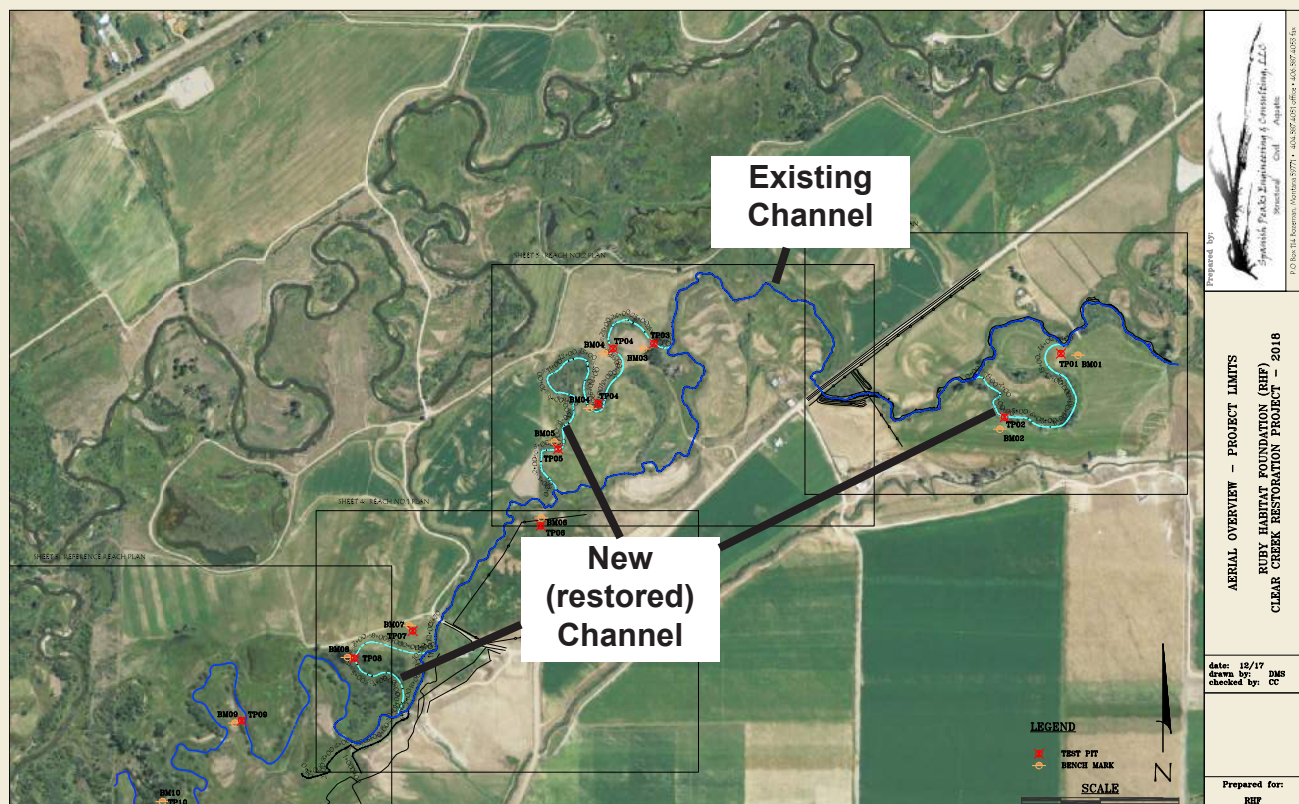 Existing
Channel
New
(restored)
Channel
SHEET 5: REACH NO.2 PLAN
SHEET 4: REACH NO.1 PLAN
SHEET 3: REFERENCE REACH PLAN
BM04
TP04
TP03
BM03
BM04
TP04
BM05
TP05
BM06
TP06
BM07
TP07
BM08
TP08
BM09
TP09
BM10
TP10
TP01
BM01
TP02
BM02
LEGEND
TEST PIT
BENCH MARK
SCALE
N
Prepared by:
Spanish Peaks Engineering & Consulting, LLC
Structural Civil Aquatic
AERIAL OVERVIEW – PROJECT LIMITS
RUBY HABITAT FOUNDATION (RHF)
CLEAR CREEK RESTORATION PROJECT – 2018
date: 12/17
drawn by: DMS
checked by: CC
Prepared for:
RHF